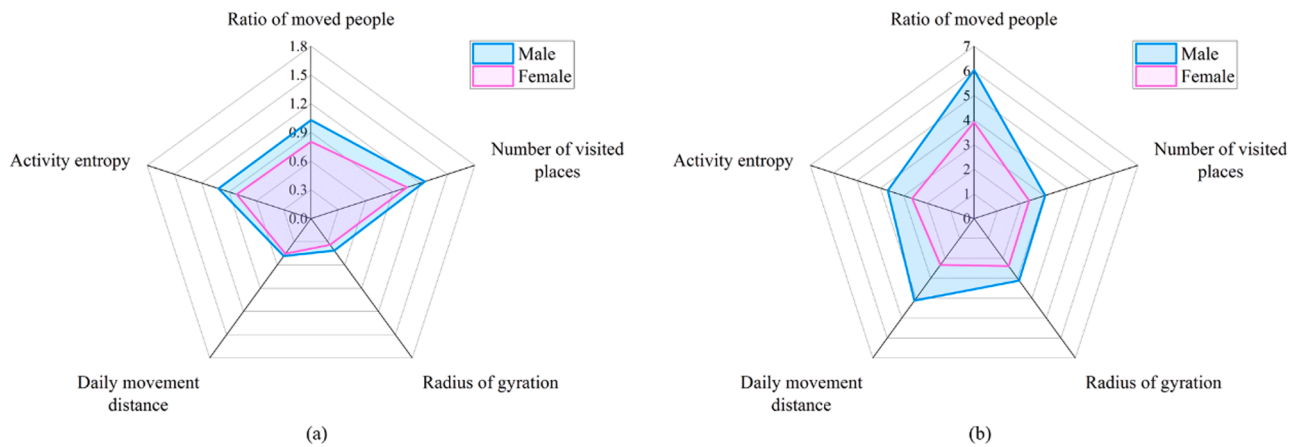 Ratio of moved people
1.8
1.5
1.2
0.9
0.6
0.3
0.0
Male
Female
Number of visited
places
Radius of gyration
Daily movement
distance
Activity entropy
(a)
Ratio of moved people
7
6
5
4
3
2
1
0
Male
Female
Number of visited
places
Radius of gyration
Daily movement
distance
Activity entropy
(b)